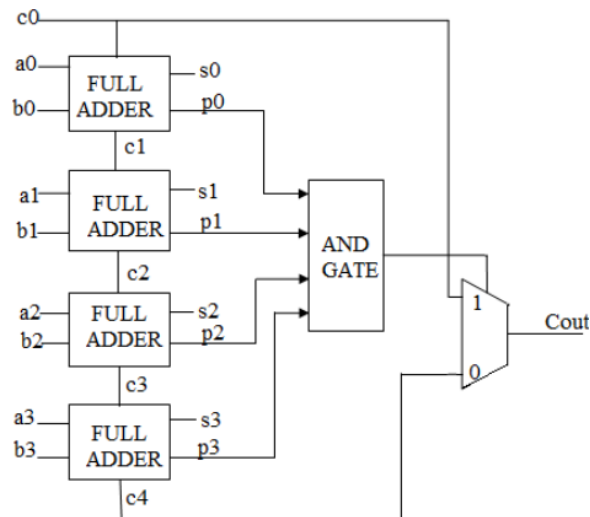 c0
a0
b0
FULL
ADDER
s0
p0
c1
a1
b1
FULL
ADDER
s1
p1
c2
a2
b2
FULL
ADDER
s2
p2
c3
a3
b3
FULL
ADDER
s3
p3
c4
AND
GATE
1
0
Cout